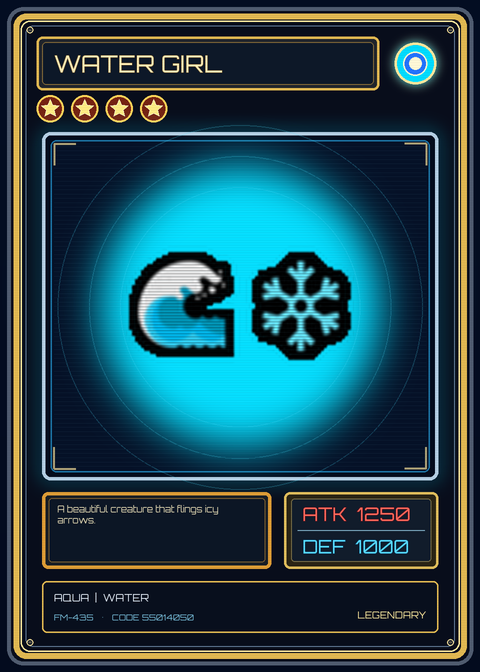 WATER GIRL
A beautiful creature that flings icy
arrows.
ATK 1250
DEF 1000
AQUA | WATER
FM-435 · CODE 55014050
LEGENDARY